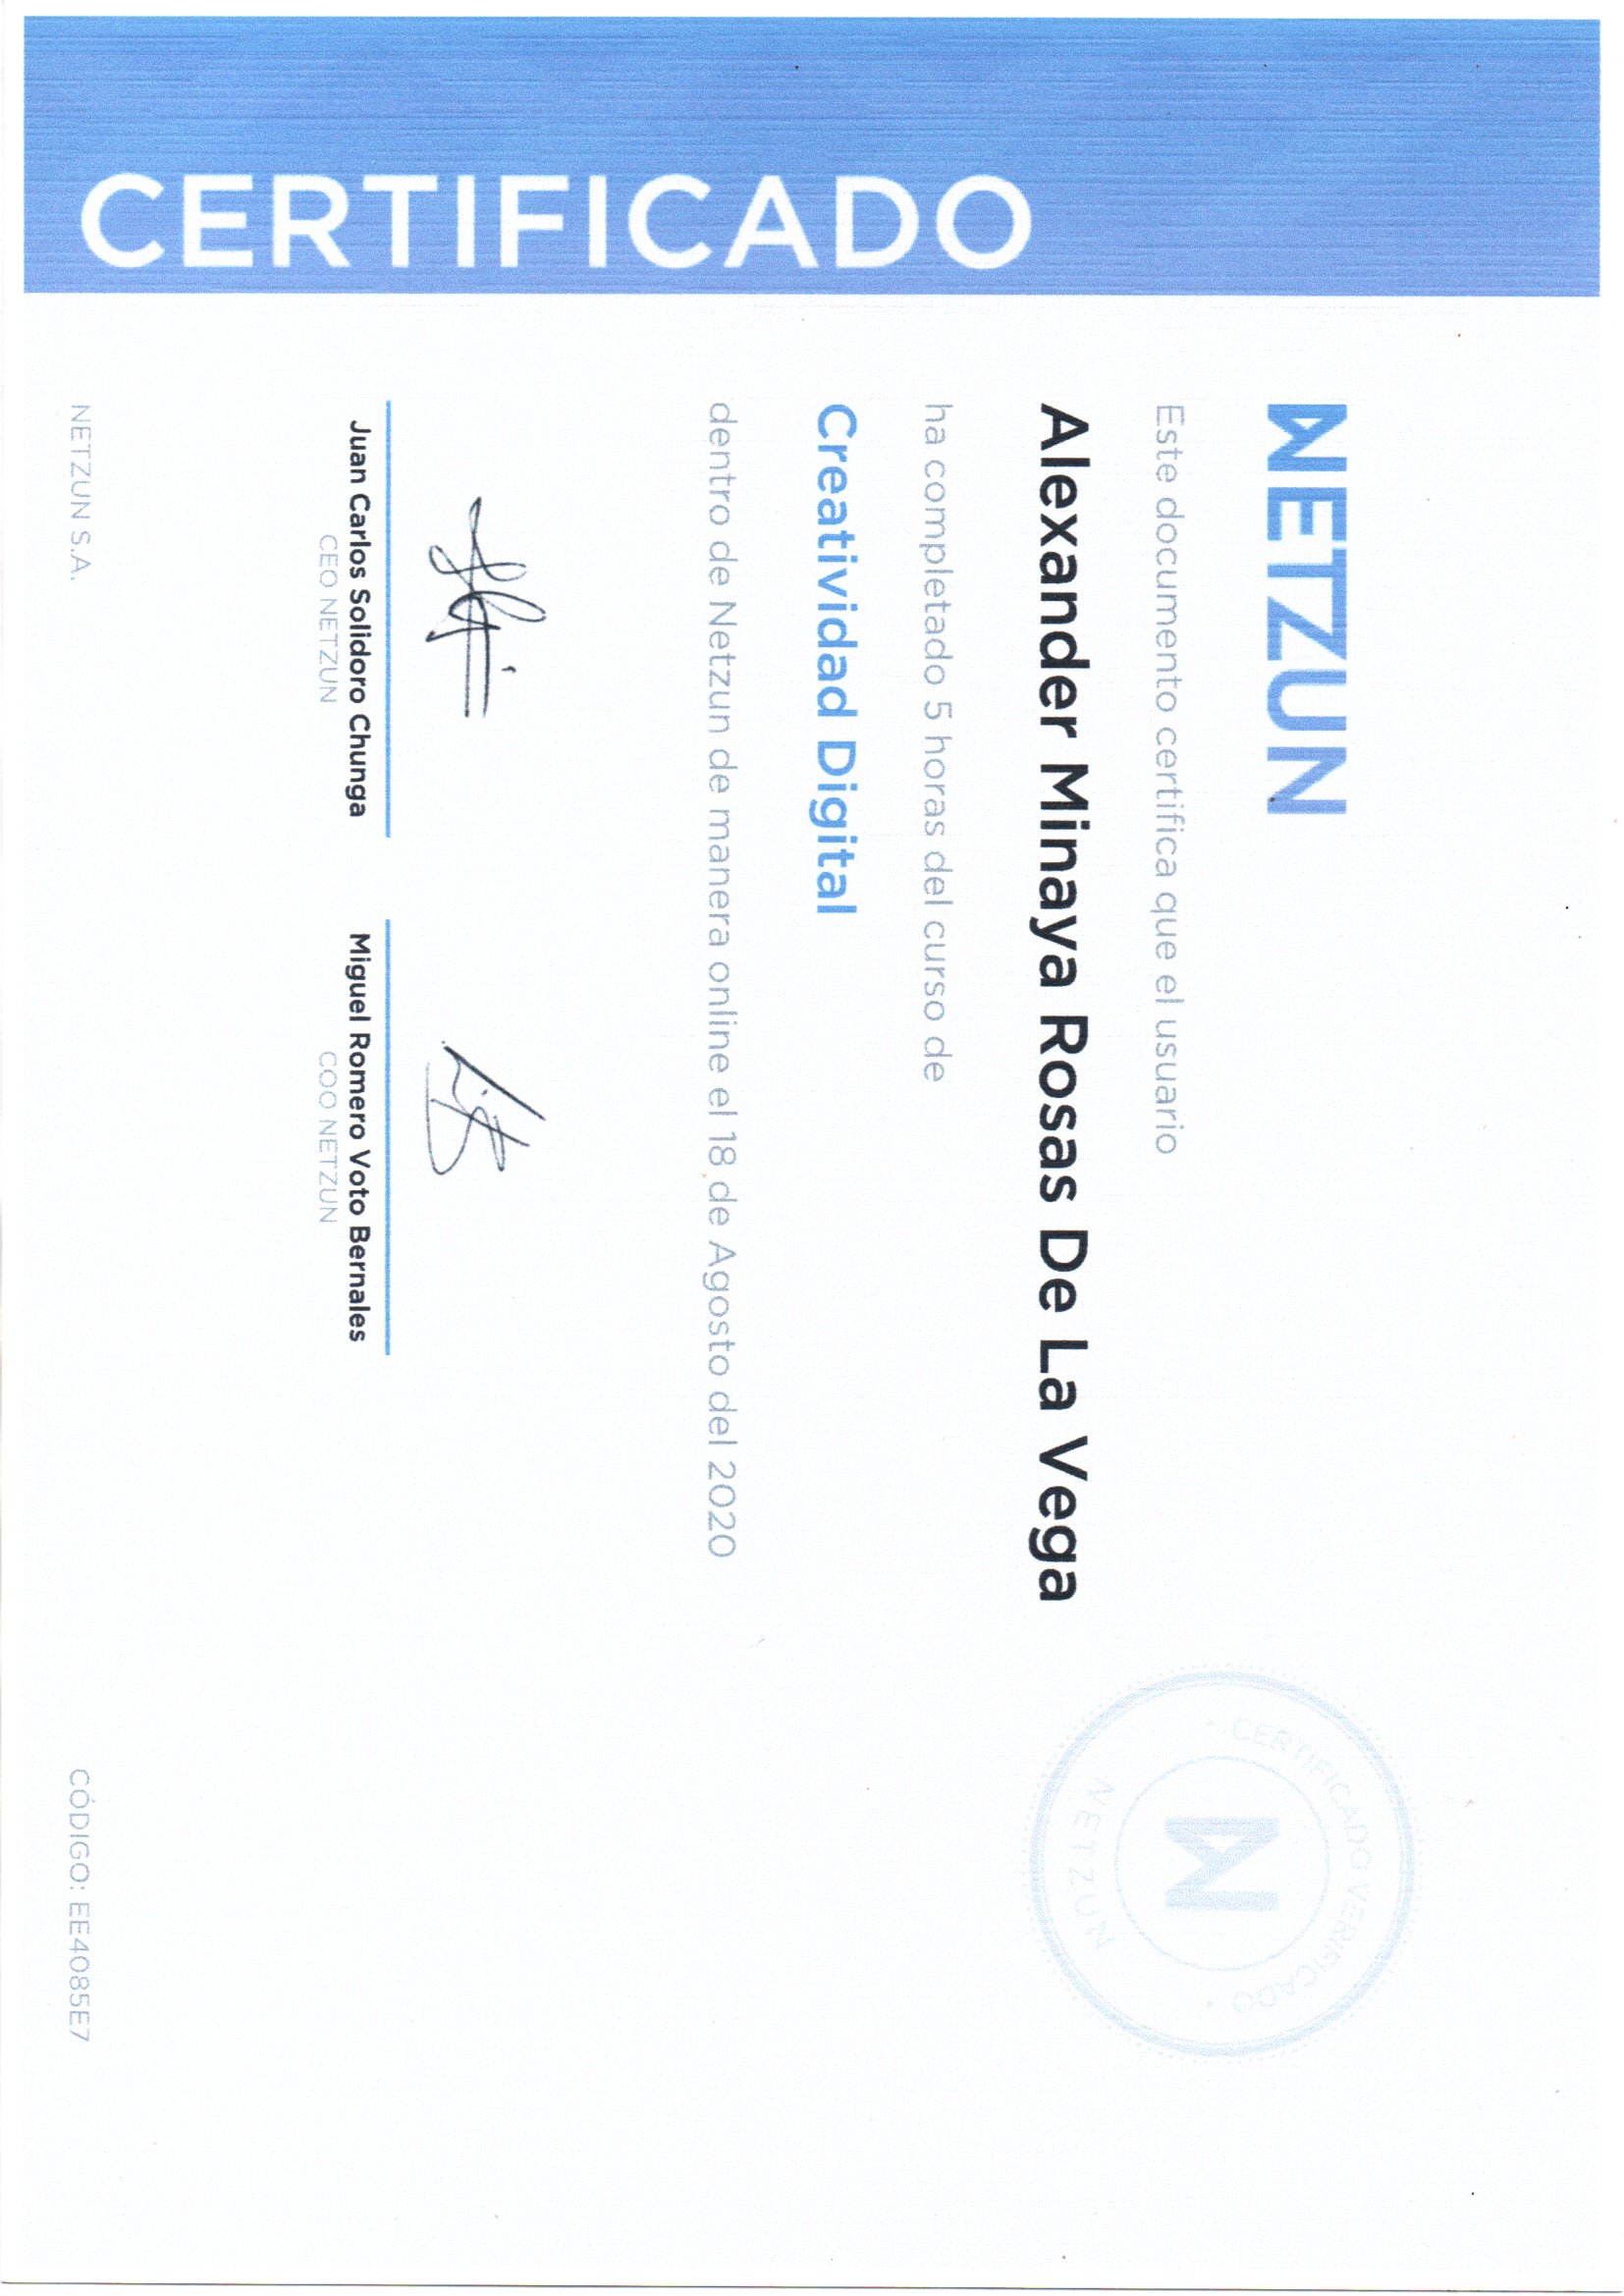 CERTIFICADO
NETZUN
CERTIFICADO VERIFICADO
N
NETZUN
Este documento certifica que el usuario
Alexander Minaya Rosas De La Vega
ha completado 5 horas del curso de
Creatividad Digital
dentro de Netzun de manera online el 18 de Agosto del 2020
Juan Carlos Solidoro Chunga
CEO NETZUN
Miguel Romero Voto Bernales
COO NETZUN
NETZUN S.A.
CÓDIGO: EE4085E7